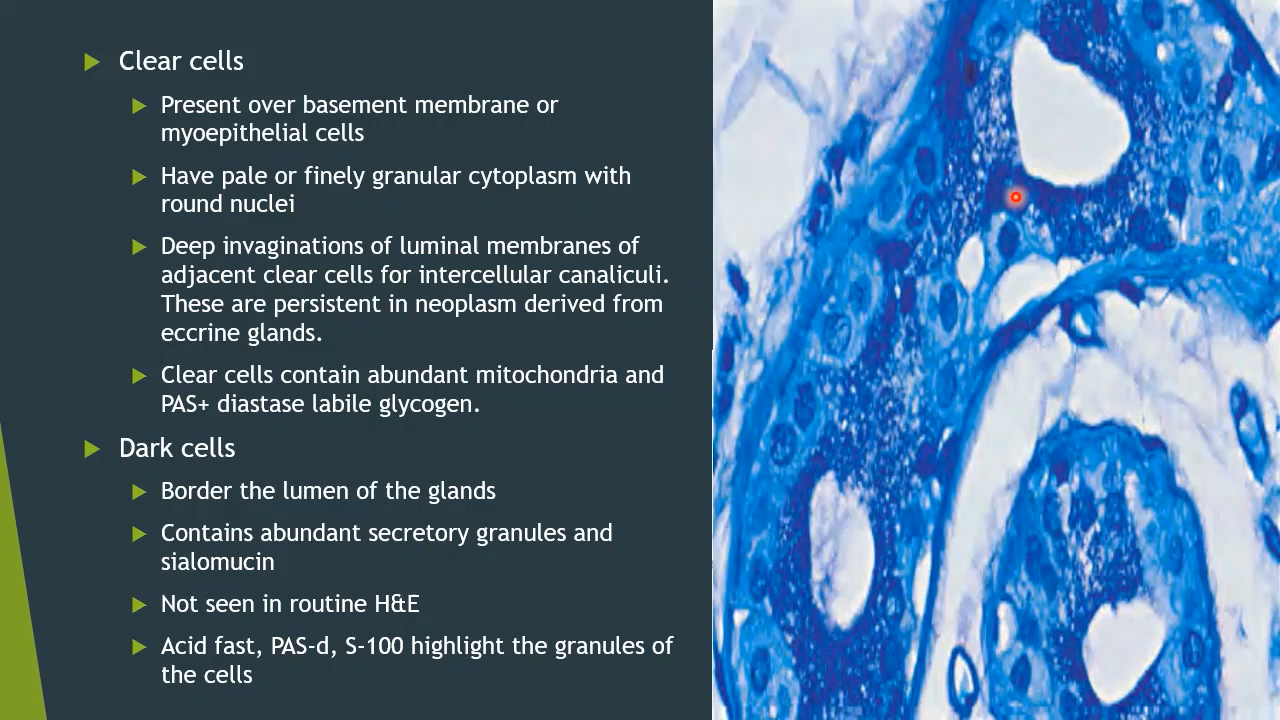 Clear cells
Present over basement membrane or
myoepithelial cells
Have pale or finely granular cytoplasm with
round nuclei
Deep invaginations of luminal membranes of
adjacent clear cells for intercellular canaliculi.
These are persistent in neoplasm derived from
eccrine glands.
Clear cells contain abundant mitochondria and
PAS+ diastase labile glycogen.
Dark cells
Border the lumen of the glands
Contains abundant secretory granules and
sialomucin
Not seen in routine H&E
Acid fast, PAS-d, S-100 highlight the granules of
the cells